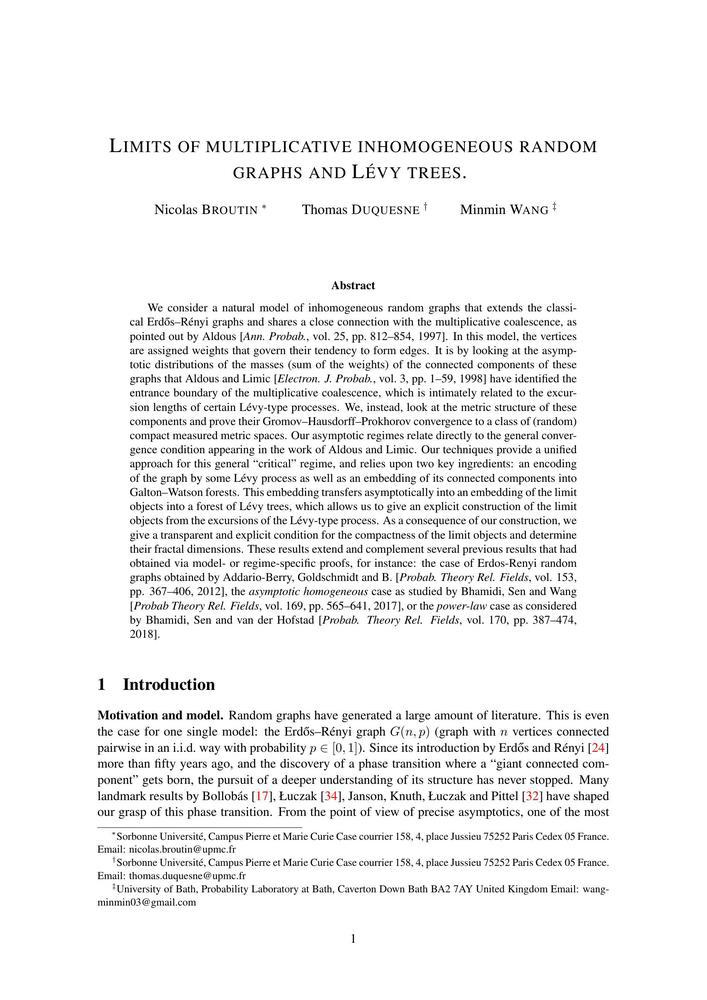 LIMITS OF MULTIPLICATIVE INHOMOGENEOUS RANDOM
GRAPHS AND LÉVY TREES.
Nicolas BROUTIN * Thomas DUQUESNE † Minmin WANG ‡
Abstract
We consider a natural model of inhomogeneous random graphs that extends the classi-
cal Erdős–Rényi graphs and shares a close connection with the multiplicative coalescence, as
pointed out by Aldous [Ann. Probab., vol. 25, pp. 812–854, 1997]. In this model, the vertices
are assigned weights that govern their tendency to form edges. It is by looking at the asymp-
totic distributions of the masses (sum of the weights) of the connected components of these
graphs that Aldous and Limic [Electron. J. Probab., vol. 3, pp. 1–59, 1998] have identified the
entrance boundary of the multiplicative coalescence, which is intimately related to the excur-
sion lengths of certain Lévy-type processes. We, instead, look at the metric structure of these
components and prove their Gromov–Hausdorff–Prokhorov convergence to a class of (random)
compact measured metric spaces. Our asymptotic regimes relate directly to the general conver-
gence condition appearing in the work of Aldous and Limic. Our techniques provide a unified
approach for this general “critical” regime, and relies upon two key ingredients: an encoding
of the graph by some Lévy process as well as an embedding of its connected components into
Galton–Watson forests. This embedding transfers asymptotically into an embedding of the limit
objects into a forest of Lévy trees, which allows us to give an explicit construction of the limit
objects from the excursions of the Lévy-type process. As a consequence of our construction, we
give a transparent and explicit condition for the compactness of the limit objects and determine
their fractal dimensions. These results extend and complement several previous results that had
obtained via model- or regime-specific proofs, for instance: the case of Erdos-Renyi random
graphs obtained by Addario-Berry, Goldschmidt and B. [Probab. Theory Rel. Fields, vol. 153,
pp. 367–406, 2012], the asymptotic homogeneous case as studied by Bhamidi, Sen and Wang
[Probab Theory Rel. Fields, vol. 169, pp. 565–641, 2017], or the power-law case as considered
by Bhamidi, Sen and van der Hofstad [Probab. Theory Rel. Fields, vol. 170, pp. 387–474,
2018].
1 Introduction
Motivation and model. Random graphs have generated a large amount of literature. This is even
the case for one single model: the Erdős–Rényi graph G(n, p) (graph with n vertices connected
pairwise in an i.i.d. way with probability p ∈ [0, 1]). Since its introduction by Erdős and Rényi [24]
more than fifty years ago, and the discovery of a phase transition where a “giant connected com-
ponent” gets born, the pursuit of a deeper understanding of its structure has never stopped. Many
landmark results by Bollobás [17], Łuczak [34], Janson, Knuth, Łuczak and Pittel [32] have shaped
our grasp of this phase transition. From the point of view of precise asymptotics, one of the most
*Sorbonne Université, Campus Pierre et Marie Curie Case courrier 158, 4, place Jussieu 75252 Paris Cedex 05 France.
Email: nicolas.broutin@upmc.fr
†Sorbonne Université, Campus Pierre et Marie Curie Case courrier 158, 4, place Jussieu 75252 Paris Cedex 05 France.
Email: thomas.duquesne@upmc.fr
‡University of Bath, Probability Laboratory at Bath, Caverton Down Bath BA2 7AY United Kingdom Email: wang-
minmin03@gmail.com
1